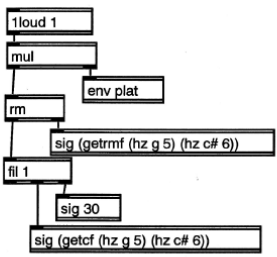 1loud 1
mul
env plat
rm
sig (getrmf (hz g 5) (hz c# 6))
fil 1
sig 30
sig (getcf (hz g 5) (hz c# 6))